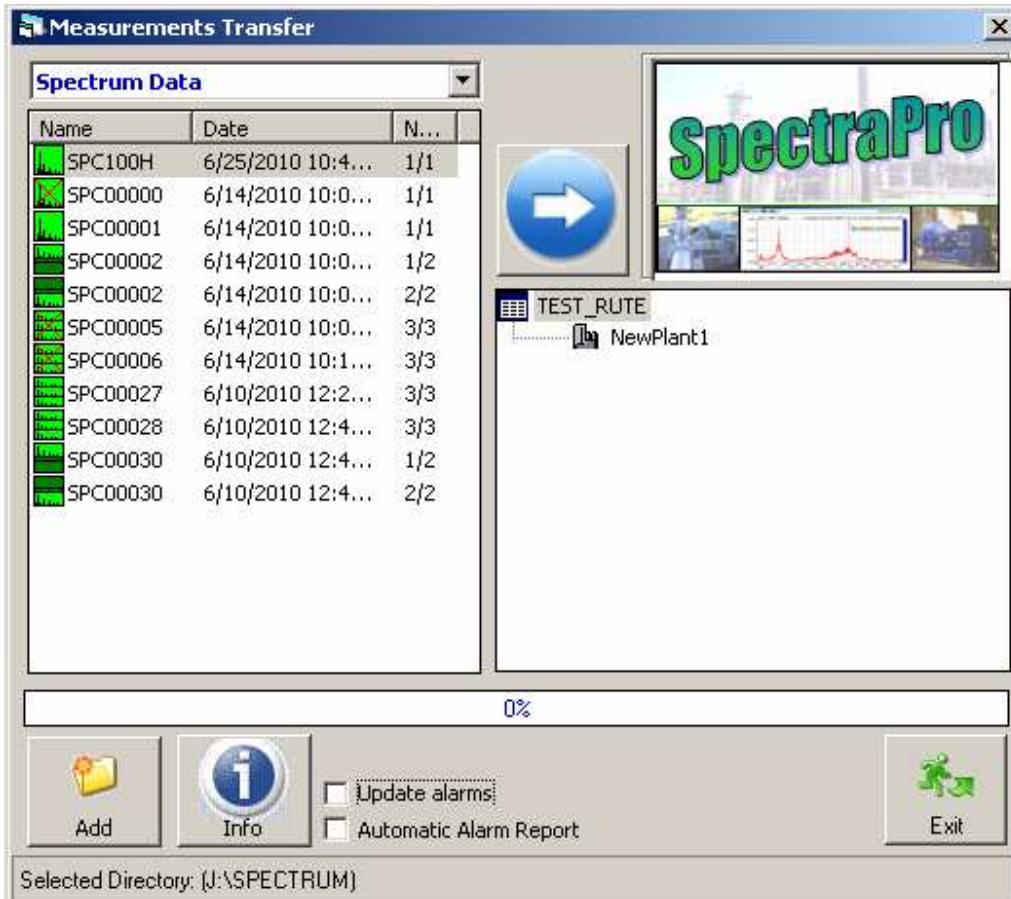 Measurements Transfer
Spectrum Data
Name Date N...
SPC100H 6/25/2010 10:4... 1/1
SPC00000 6/14/2010 10:0... 1/1
SPC00001 6/14/2010 10:0... 1/1
SPC00002 6/14/2010 10:0... 1/2
SPC00002 6/14/2010 10:0... 2/2
SPC00005 6/14/2010 10:0... 3/3
SPC00006 6/14/2010 10:1... 3/3
SPC00027 6/10/2010 12:2... 3/3
SPC00028 6/10/2010 12:4... 3/3
SPC00030 6/10/2010 12:4... 1/2
SPC00030 6/10/2010 12:4... 2/2
SpectraPro
TEST_RUTE
NewPlant1
0%
Add
Info
Update alarms
Automatic Alarm Report
Exit
Selected Directory: (J:\SPECTRUM)